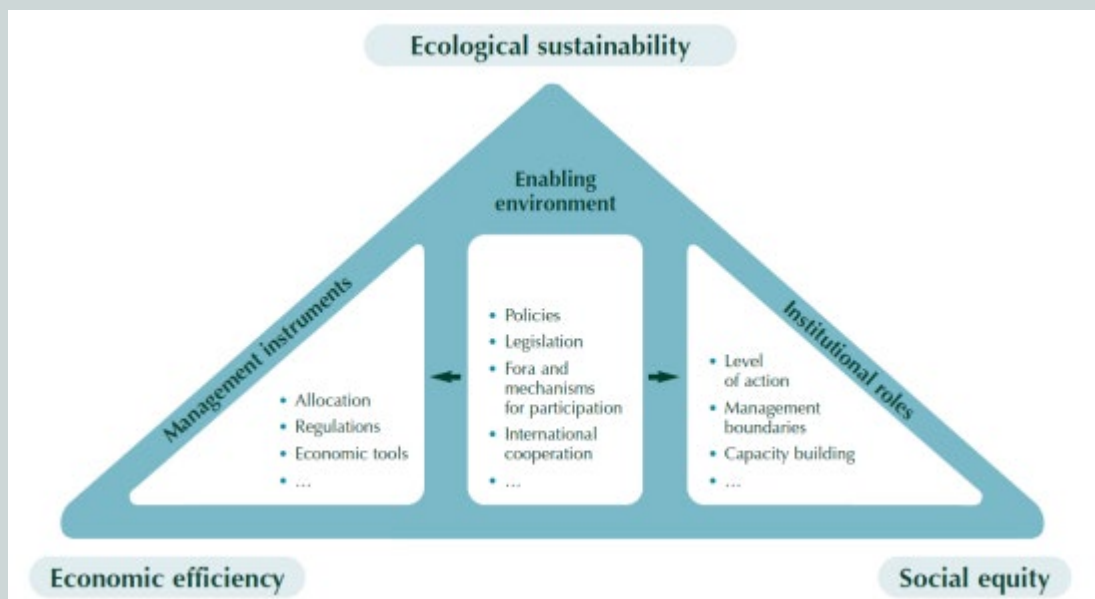 Ecological sustainability
Enabling
environment
Management instruments
• Allocation
• Regulations
• Economic tools
• ...
• Policies
• Legislation
• Fora and
mechanisms
for participation
• International
cooperation
• ...
Institutional roles
• Level
of action
• Management
boundaries
• Capacity building
• ...
Economic efficiency
Social equity